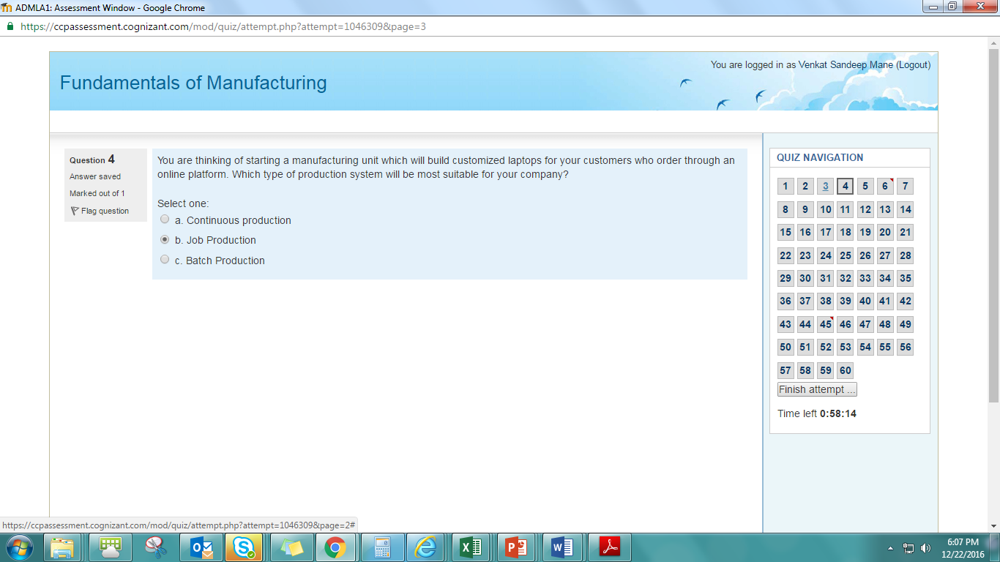 ADMLA1: Assessment Window - Google Chrome
https://ccpassessment.cognizant.com/mod/quiz/attempt.php?attempt=1046309&page=3
You are logged in as Venkat Sandeep Mane (Logout)
Fundamentals of Manufacturing
Question 4
Answer saved
Marked out of 1
Flag question
You are thinking of starting a manufacturing unit which will build customized laptops for your customers who order through an
online platform. Which type of production system will be most suitable for your company?
Select one:
a. Continuous production
b. Job Production
c. Batch Production
QUIZ NAVIGATION
1 2 3 4 5 6 7
8 9 10 11 12 13 14
15 16 17 18 19 20 21
22 23 24 25 26 27 28
29 30 31 32 33 34 35
36 37 38 39 40 41 42
43 44 45 46 47 48 49
50 51 52 53 54 55 56
57 58 59 60
Finish attempt ...
Time left 0:58:14
https://ccpassessment.cognizant.com/mod/quiz/attempt.php?attempt=1046309&page=2#
6:07 PM
12/22/2016